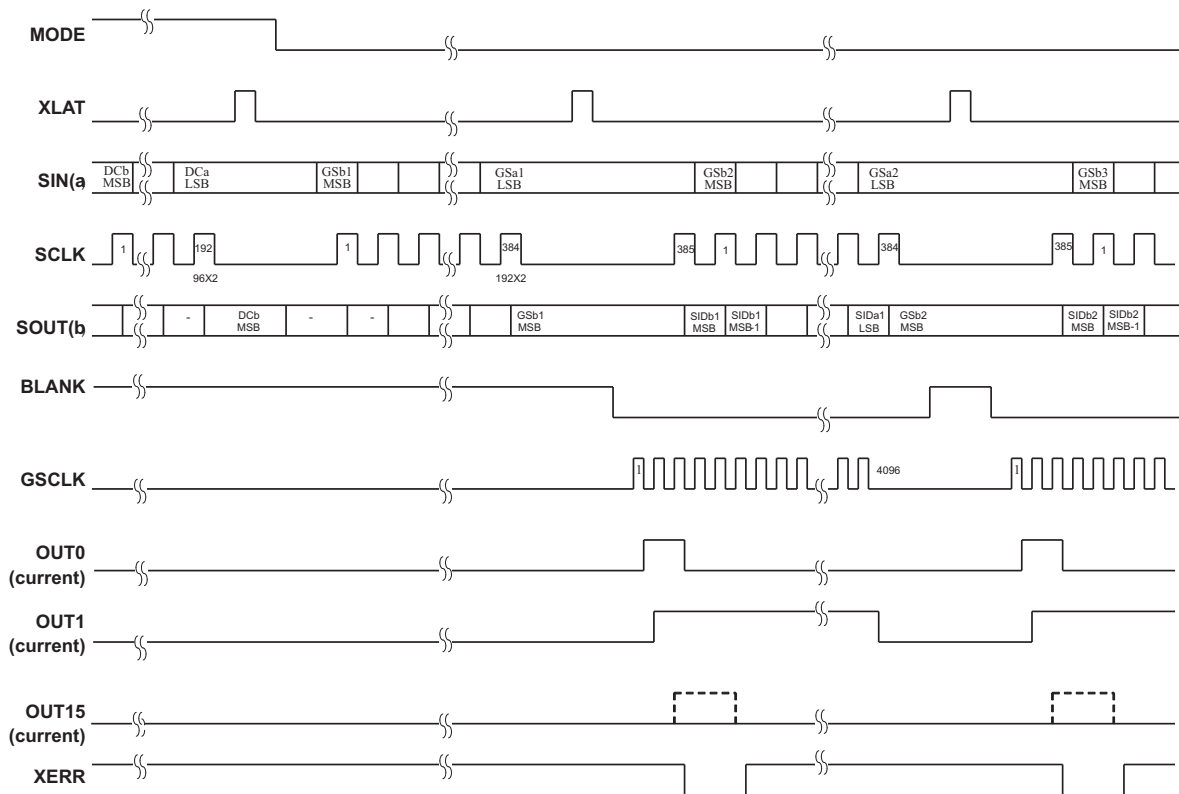 MODE
XLAT
SIN(a)
DCb MSB
DCa LSB
GSb1 MSB
GSa1 LSB
GSb2 MSB
GSa2 LSB
GSb3 MSB
SCLK
1
192
1
384
385
1
384
385
1
96X2
192X2
SOUT(b)
-
DCb MSB
-
-
GSb1 MSB
SIDb1 MSB
SIDb1 MSB-1
SIDa1 LSB
GSb2 MSB
SIDb2 MSB
SIDb2 MSB-1
BLANK
GSCLK
1
4096
1
OUT0
(current)
OUT1
(current)
OUT15
(current)
XERR